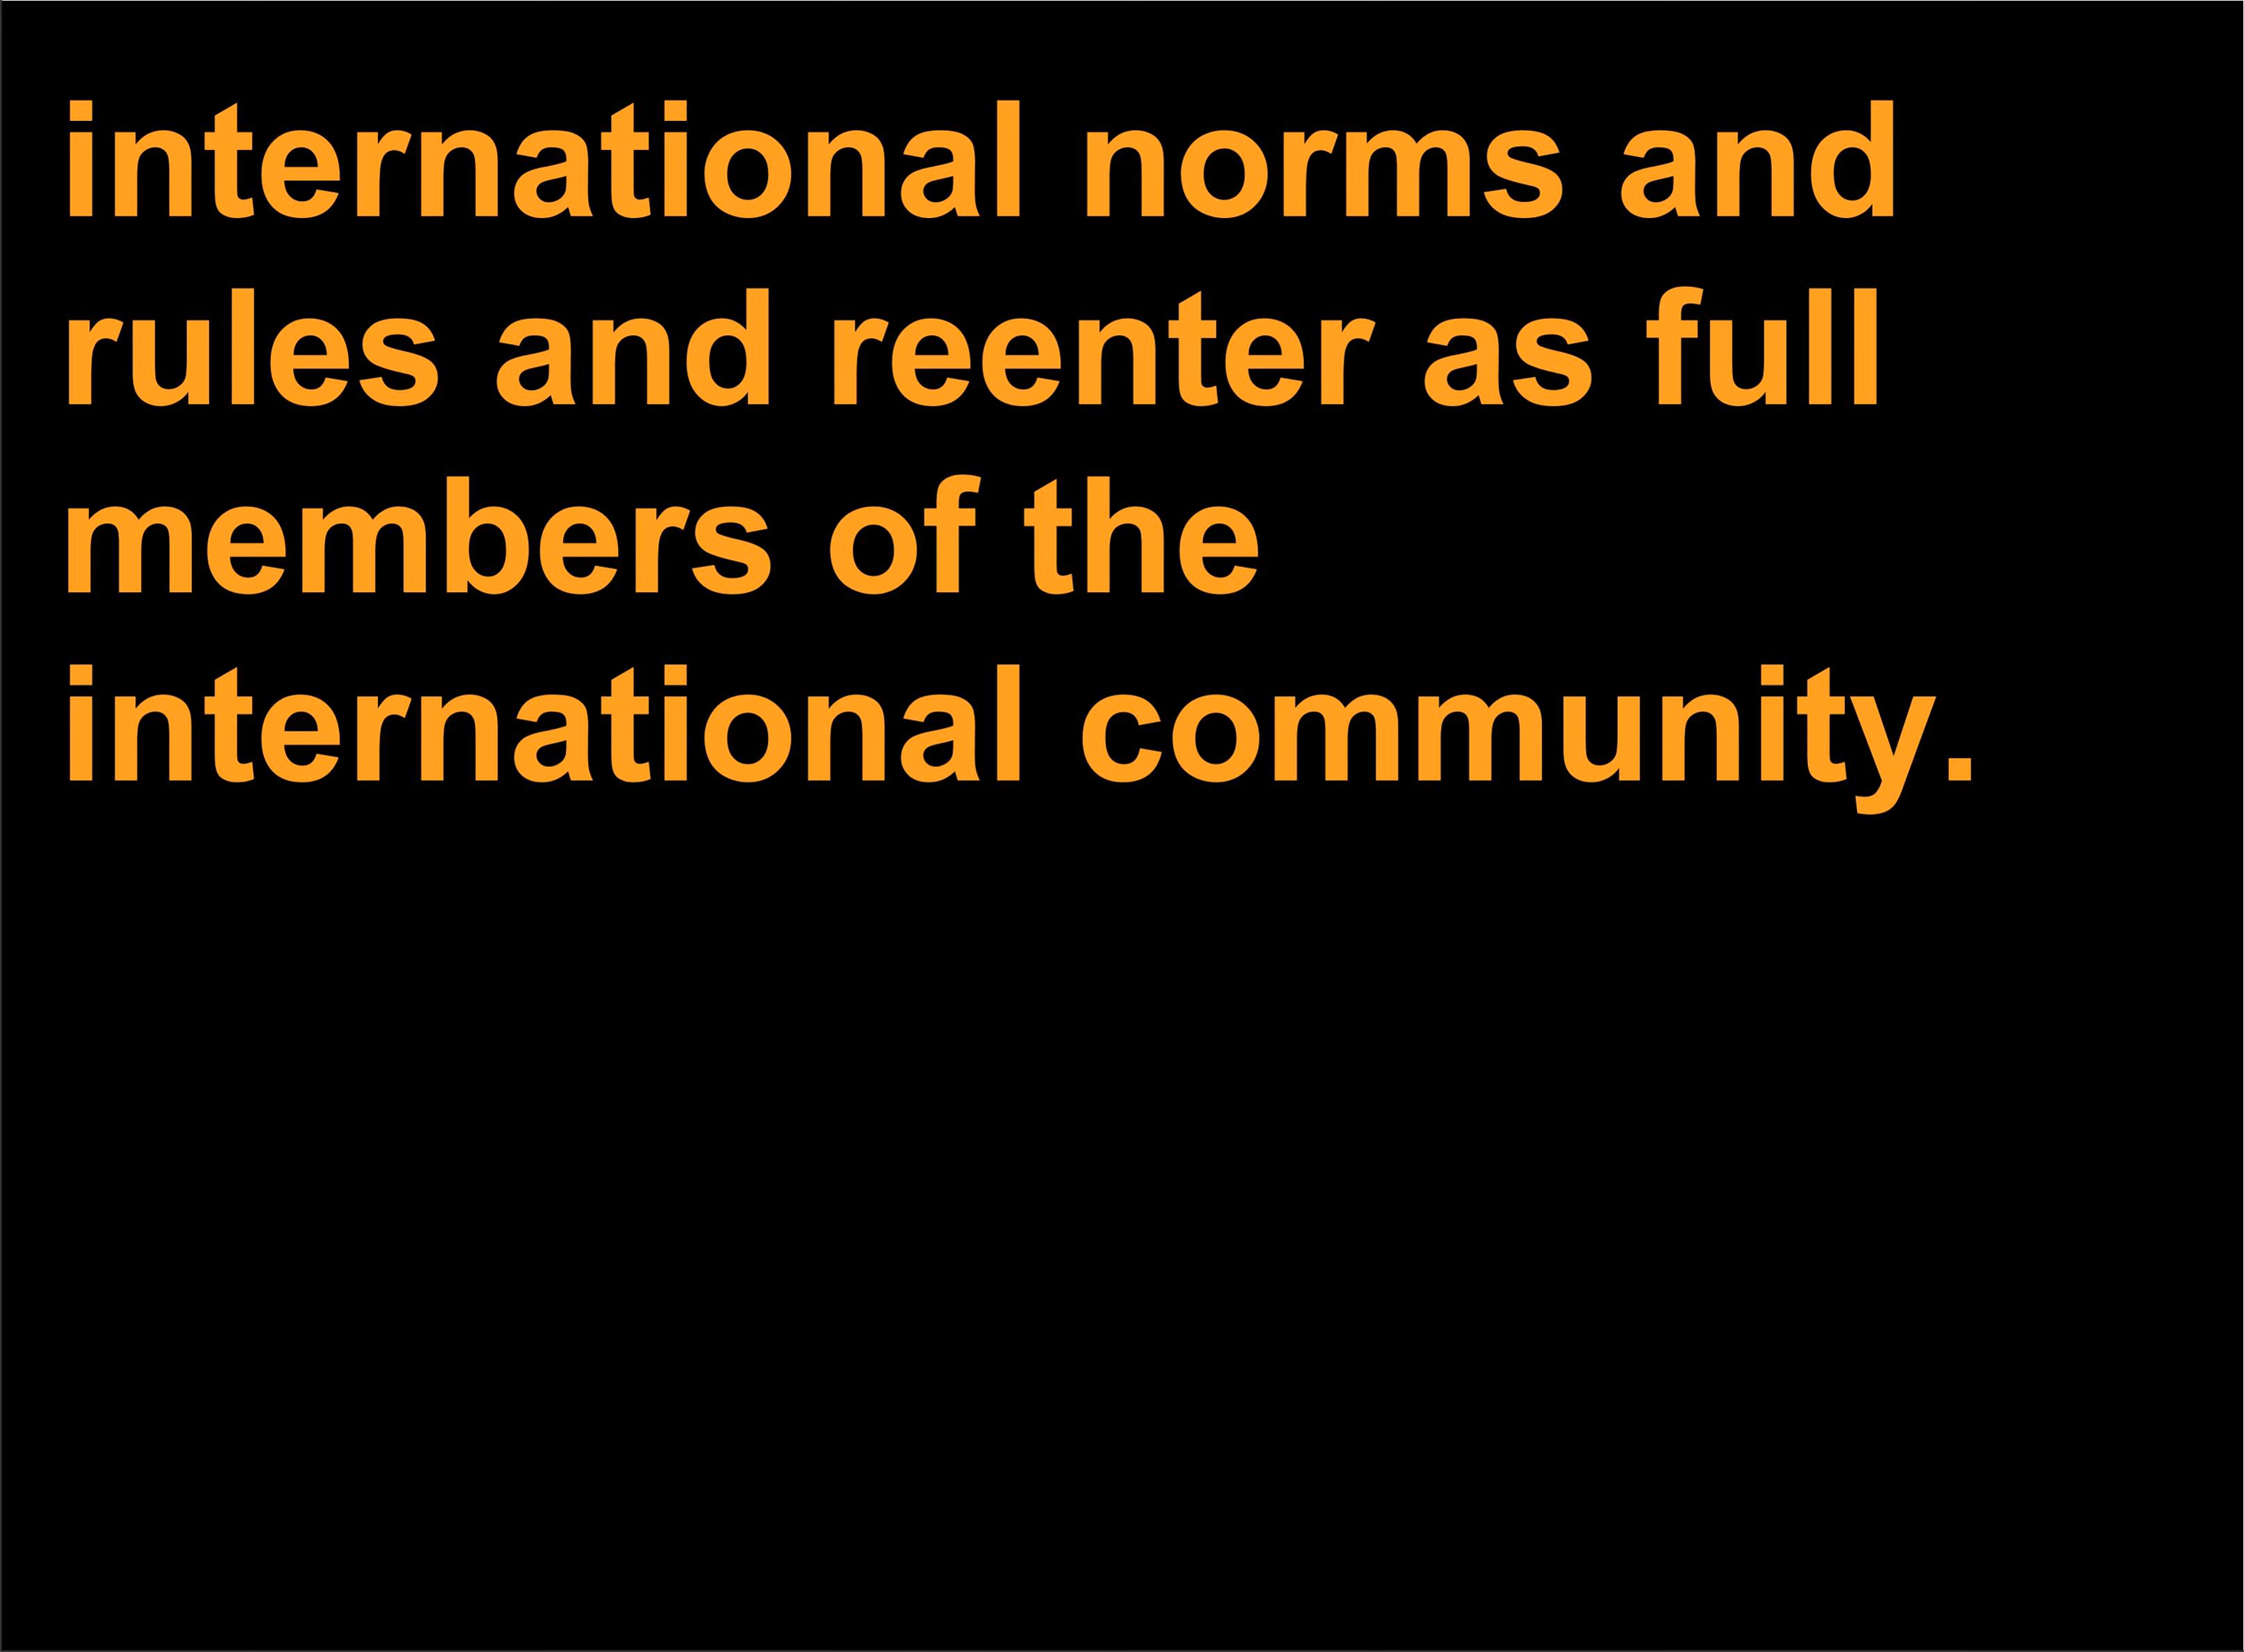 international norms and
rules and reenter as full
members of the
international community.